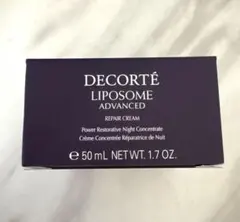 DECORTÉ
LIPOSOME
ADVANCED
REPAIR CREAM
Power Restorative Night Concentrate
Crème Concentrée Réparatrice de Nuit
℮ 50 mL NET WT. 1.7 OZ.